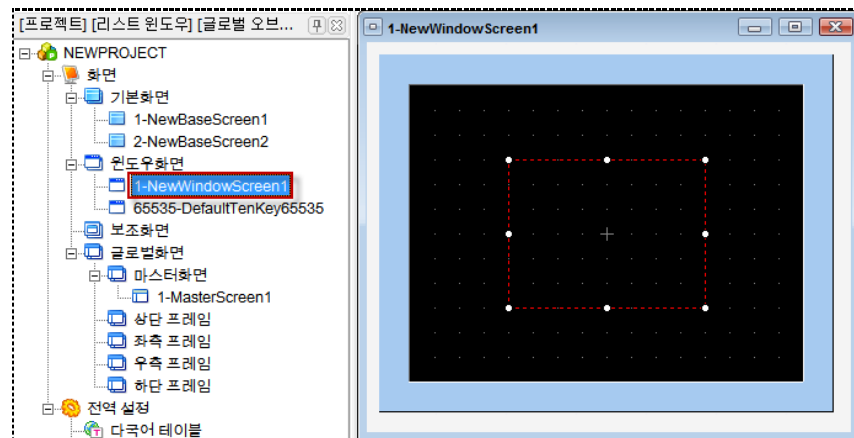 [프로젝트] [리스트 윈도우] [글로벌 오브...
NEWPROJECT
화면
기본화면
1-NewBaseScreen1
2-NewBaseScreen2
윈도우화면
1-NewWindowScreen1
65535-DefaultTenKey65535
보조화면
글로벌화면
마스터화면
1-MasterScreen1
상단 프레임
좌측 프레임
우측 프레임
하단 프레임
전역 설정
다국어 테이블
1-NewWindowScreen1